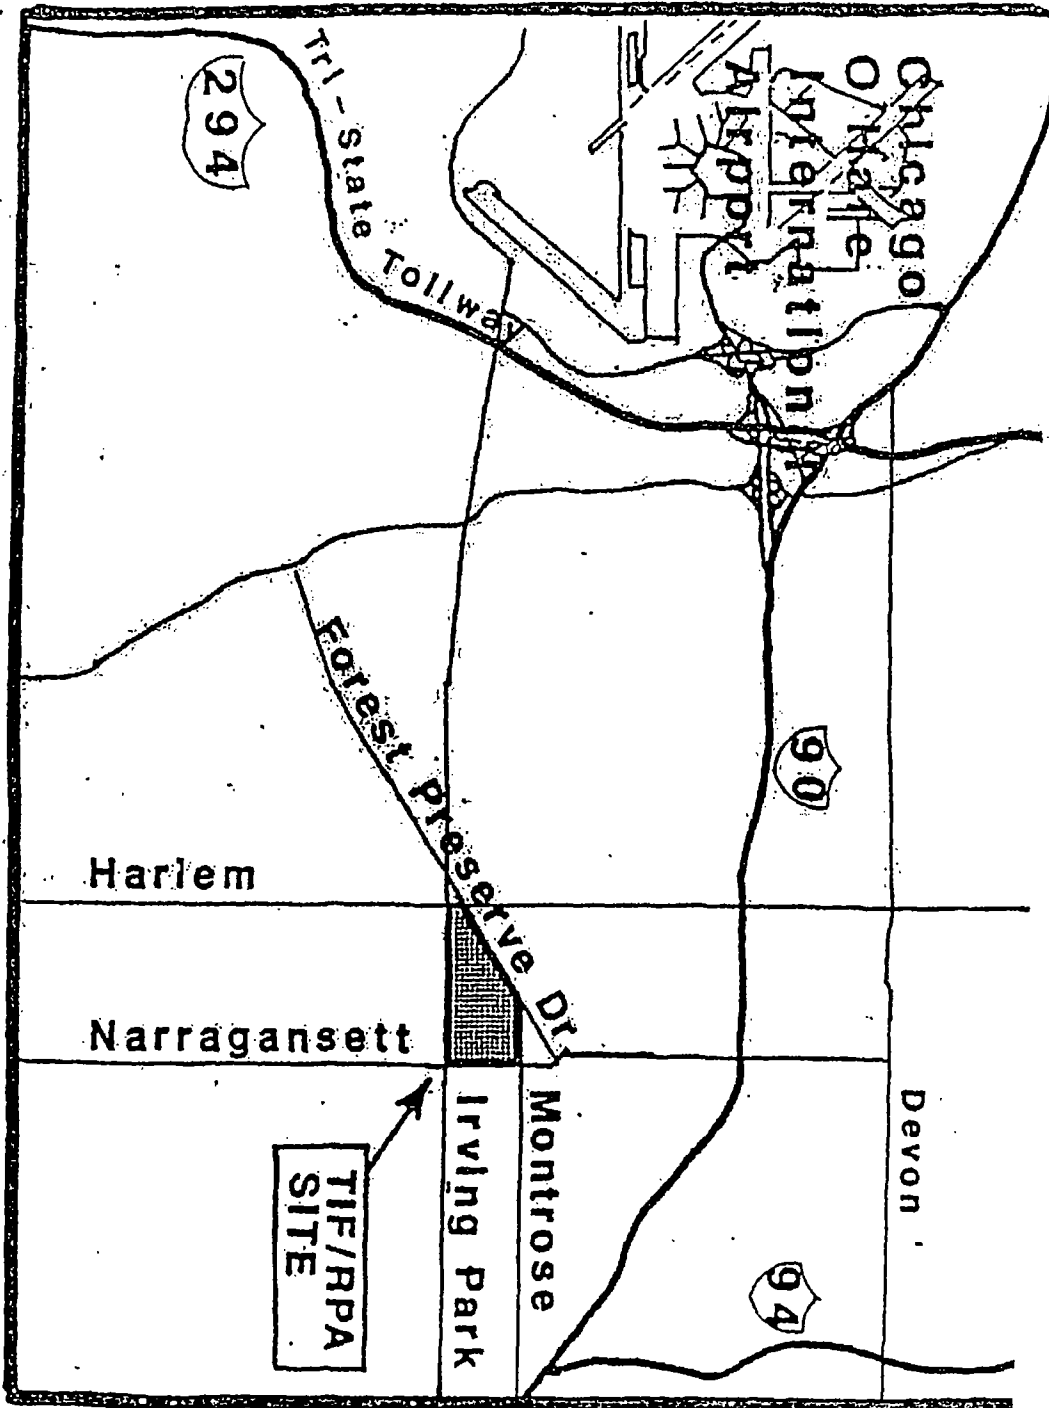 Chicago
O'Hare
International
Airport
Tri-State Tollway
294
90
94
Devon
Forest Preserve Dr.
Harlem
Narragansett
Montrose
Irving Park
TIF/RPA
SITE